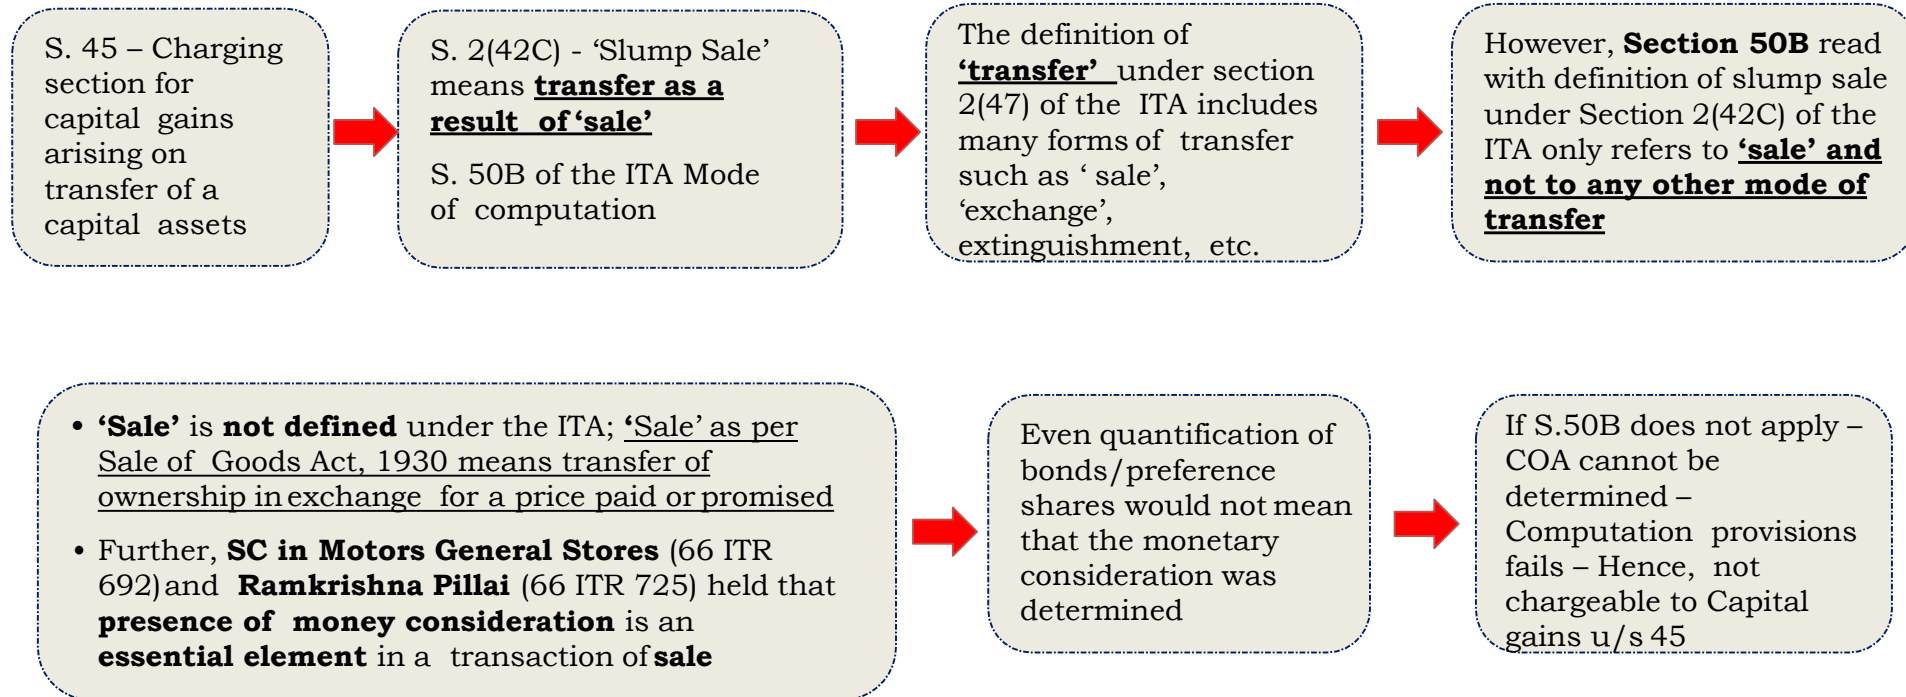 S. 45 – Charging
section for
capital gains
arising on
transfer of a
capital assets
S. 2(42C) - ‘Slump Sale’
means transfer as a
result of ‘sale’
S. 50B of the ITA Mode
of computation
The definition of
‘transfer’ under section
2(47) of the ITA includes
many forms of transfer
such as ‘ sale’,
‘exchange’,
extinguishment, etc.
However, Section 50B read
with definition of slump sale
under Section 2(42C) of the
ITA only refers to ‘sale’ and
not to any other mode of
transfer
• ‘Sale’ is not defined under the ITA; ‘Sale’ as per
Sale of Goods Act, 1930 means transfer of
ownership in exchange for a price paid or promised
• Further, SC in Motors General Stores (66 ITR
692) and Ramkrishna Pillai (66 ITR 725) held that
presence of money consideration is an
essential element in a transaction of sale
Even quantification of
bonds/preference
shares would not mean
that the monetary
consideration was
determined
If S.50B does not apply –
COA cannot be
determined –
Computation provisions
fails – Hence, not
chargeable to Capital
gains u/s 45